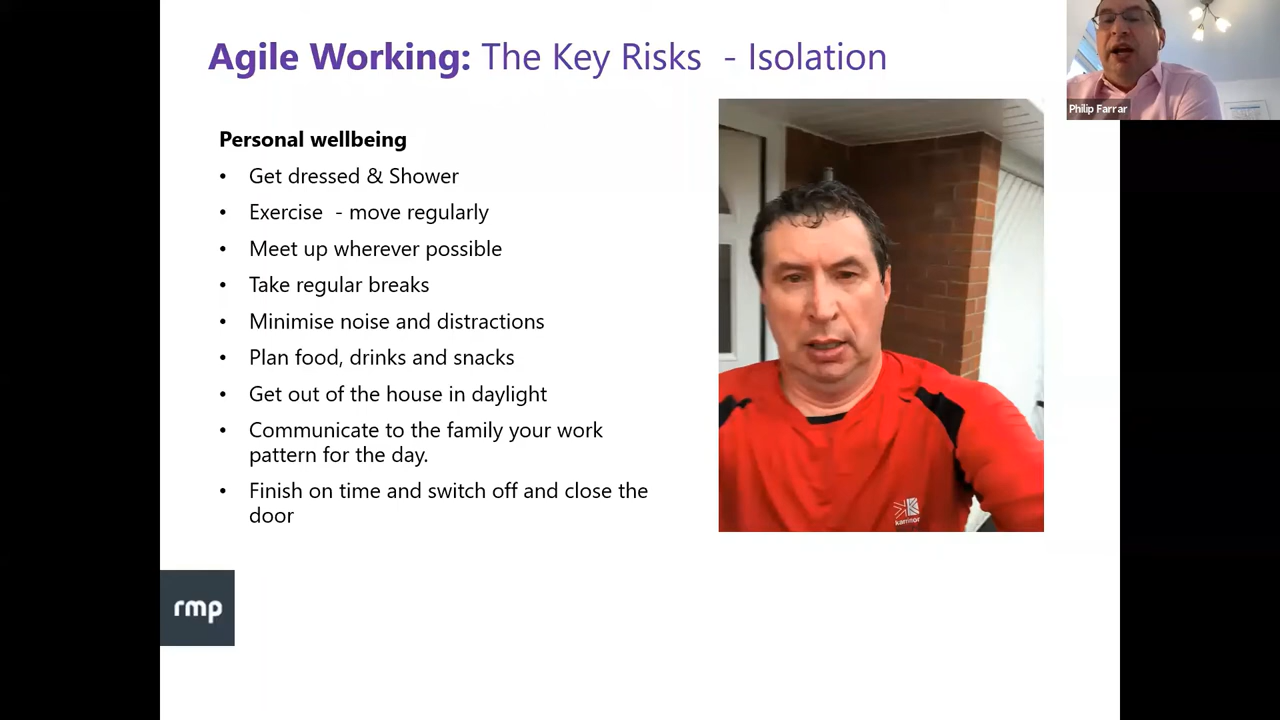 Agile Working: The Key Risks - Isolation
Philip Farrar
Personal wellbeing
• Get dressed & Shower
• Exercise - move regularly
• Meet up wherever possible
• Take regular breaks
• Minimise noise and distractions
• Plan food, drinks and snacks
• Get out of the house in daylight
• Communicate to the family your work
pattern for the day.
• Finish on time and switch off and close the
door
karrimor
rmp